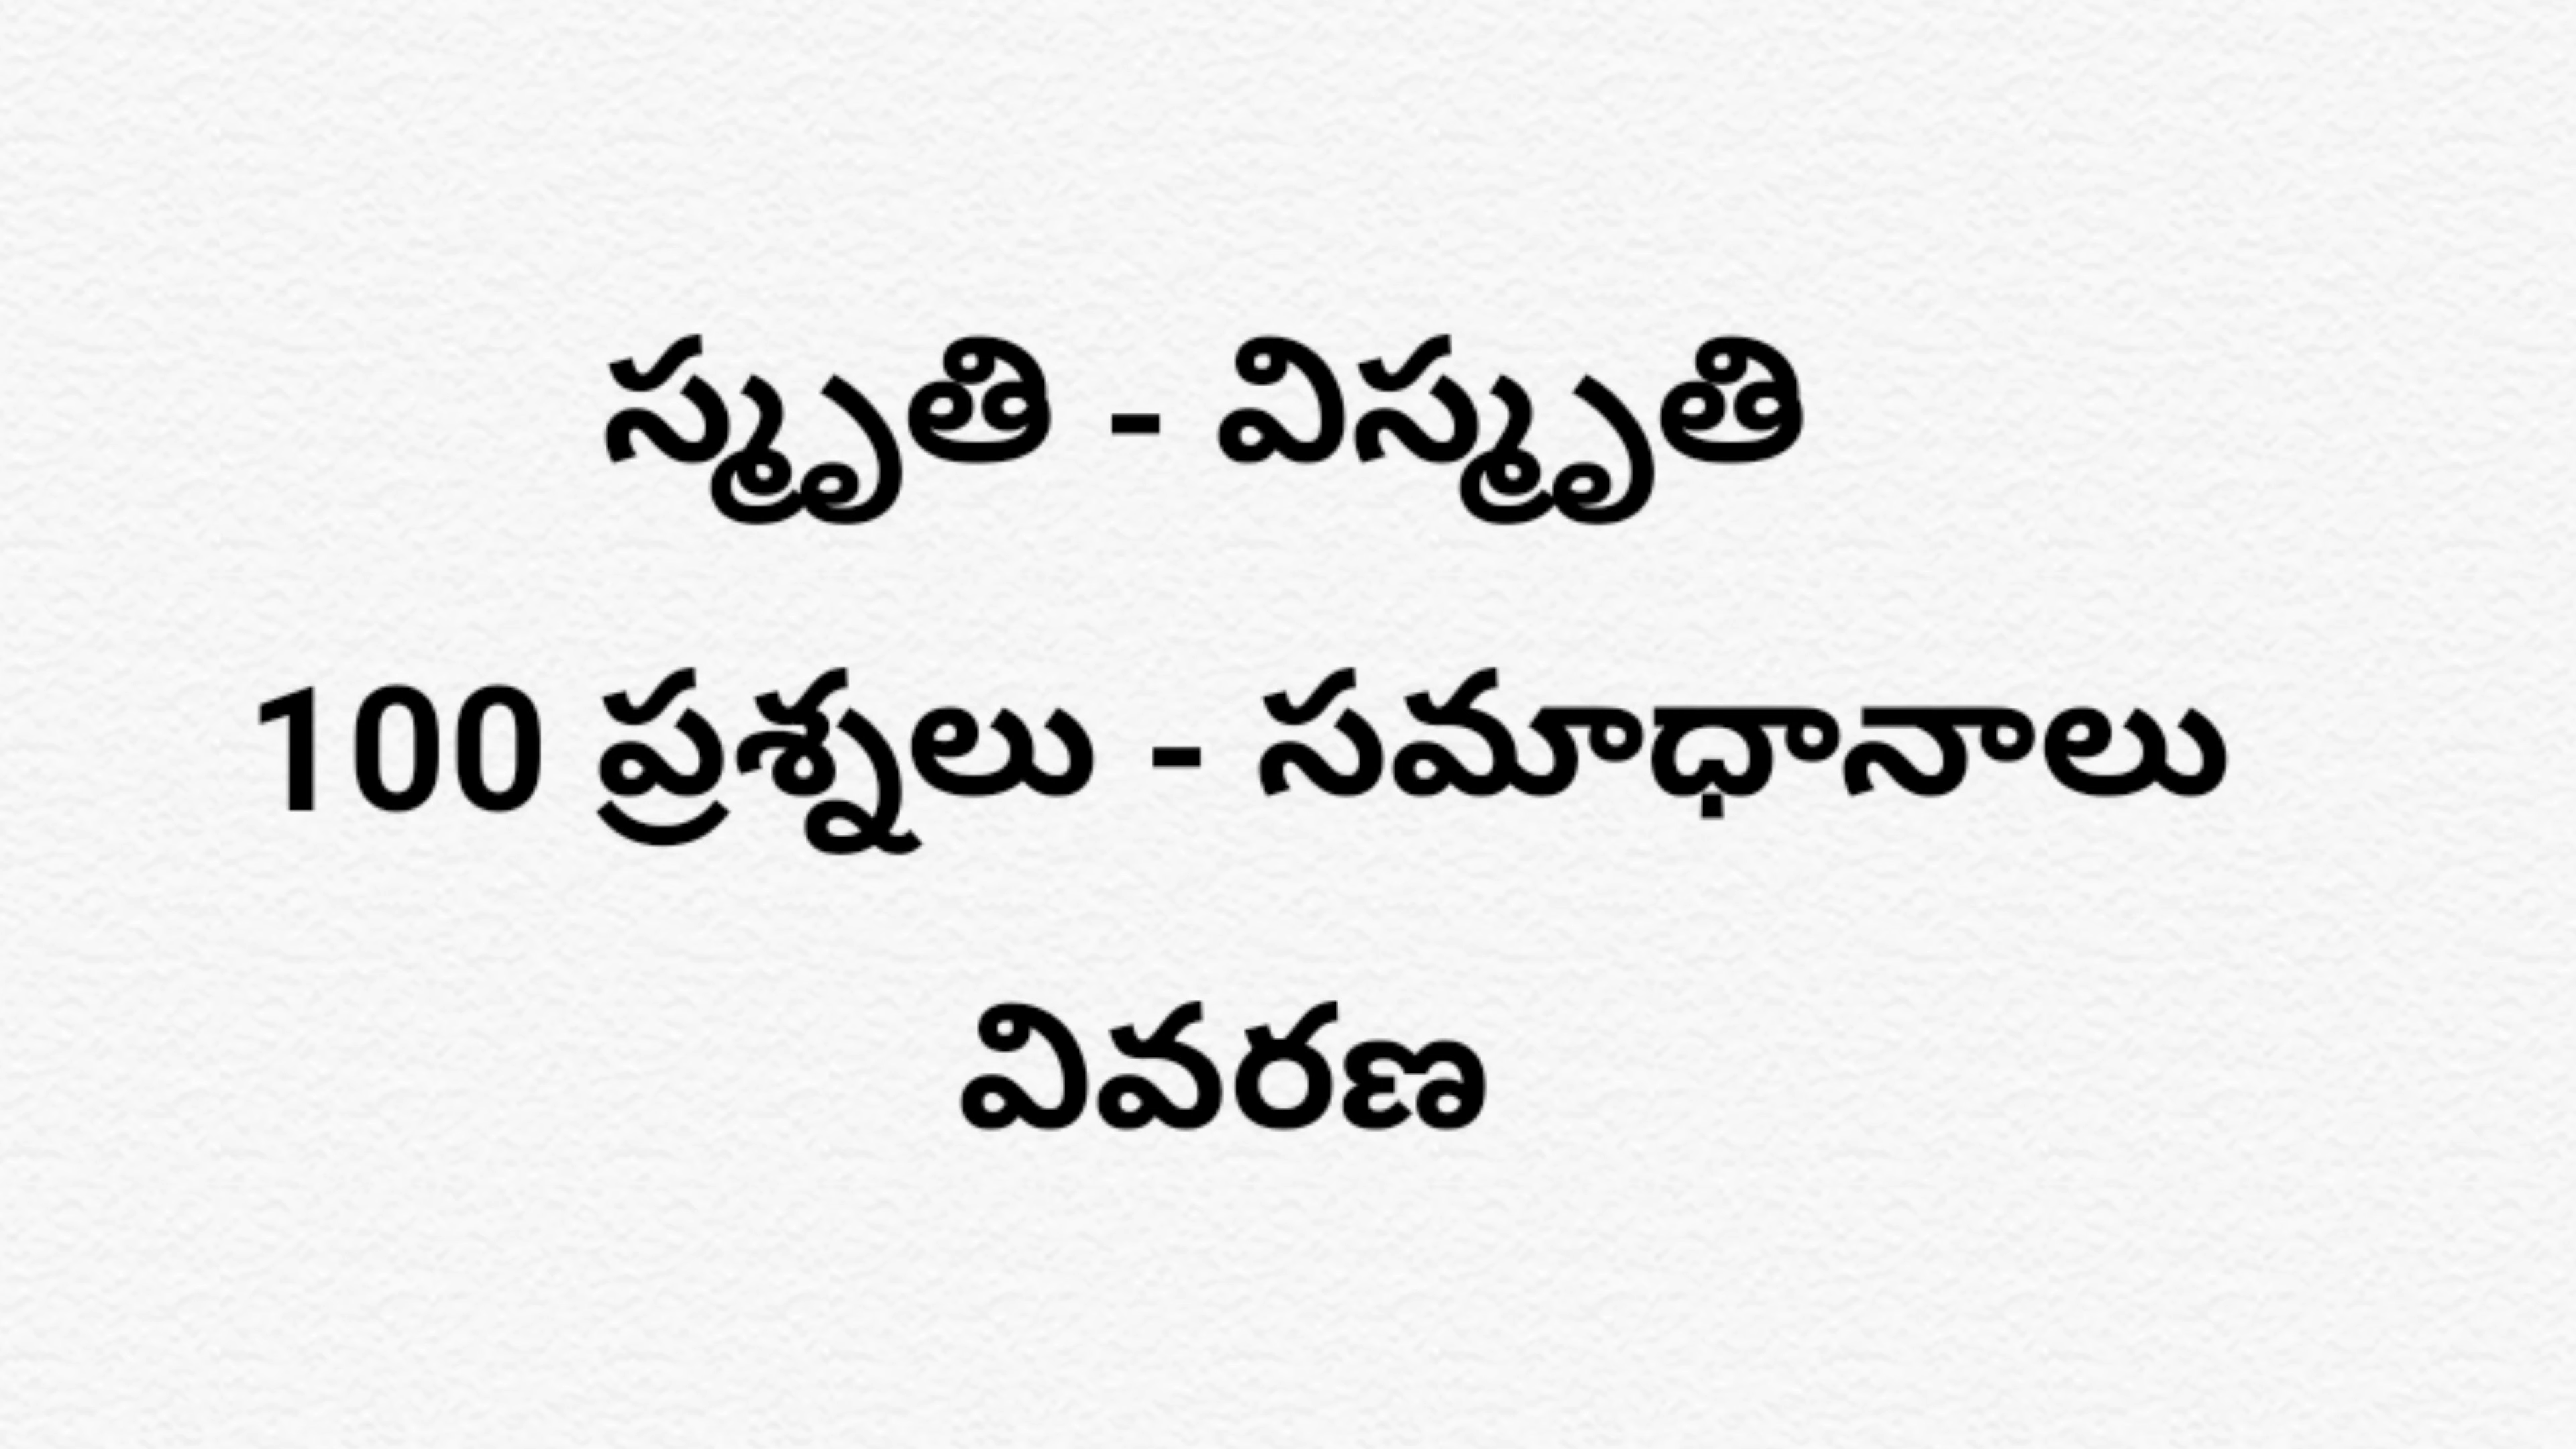 స్మృతి - విస్మృతి
100 ప్రశ్నలు - సమాధానాలు
వివరణ